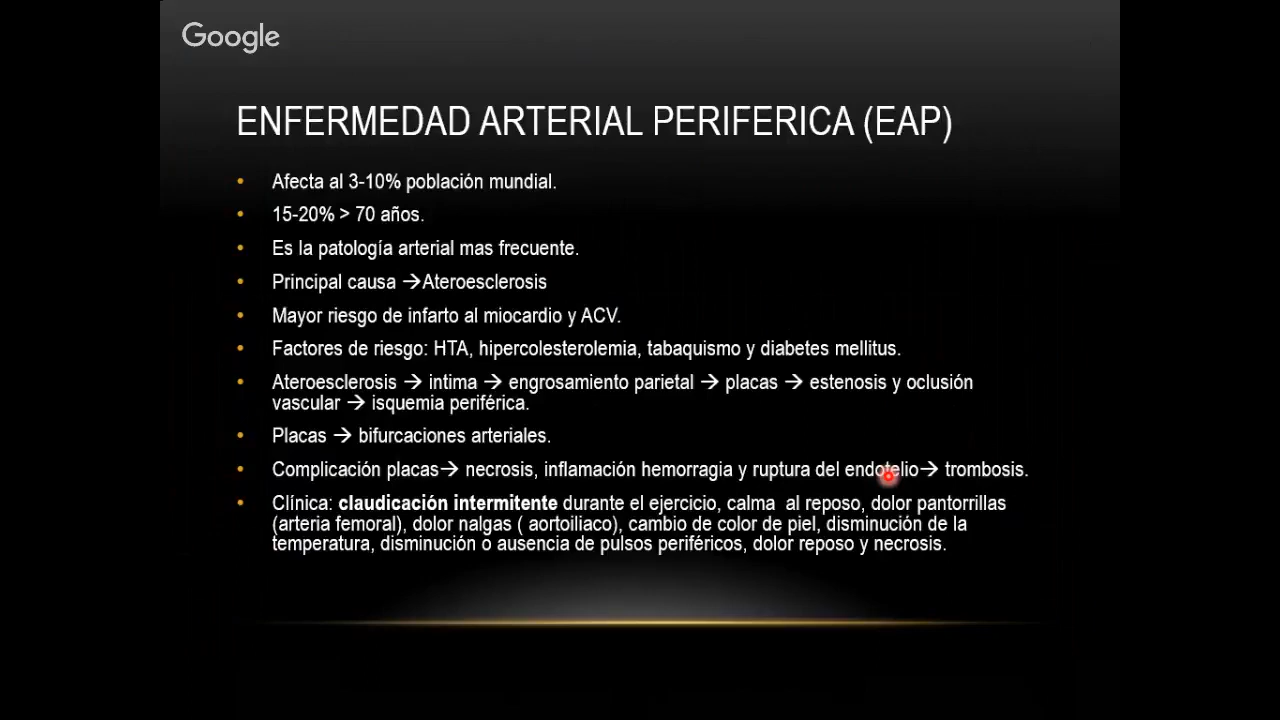 Google
ENFERMEDAD ARTERIAL PERIFERICA (EAP)
• Afecta al 3-10% población mundial.
• 15-20% > 70 años.
• Es la patología arterial mas frecuente.
• Principal causa →Ateroesclerosis
• Mayor riesgo de infarto al miocardio y ACV.
• Factores de riesgo: HTA, hipercolesterolemia, tabaquismo y diabetes mellitus.
• Ateroesclerosis → intima → engrosamiento parietal → placas → estenosis y oclusión
vascular → isquemia periférica.
• Placas → bifurcaciones arteriales.
• Complicación placas→ necrosis, inflamación hemorragia y ruptura del endotelio→ trombosis.
• Clínica: claudicación intermitente durante el ejercicio, calma al reposo, dolor pantorrillas
(arteria femoral), dolor nalgas ( aortoiliaco), cambio de color de piel, disminución de la
temperatura, disminución o ausencia de pulsos periféricos, dolor reposo y necrosis.